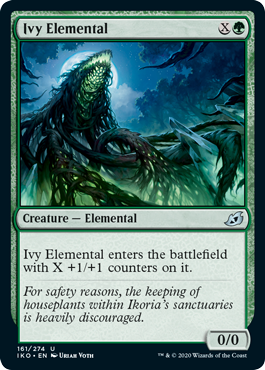 Ivy Elemental X
Creature — Elemental
Ivy Elemental enters the battlefield
with X +1/+1 counters on it.
For safety reasons, the keeping of
houseplants within Ikoria's sanctuaries
is heavily discouraged.
0/0
161/274 U
IKO • EN Uriah Voth
™ & © 2020 Wizards of the Coast